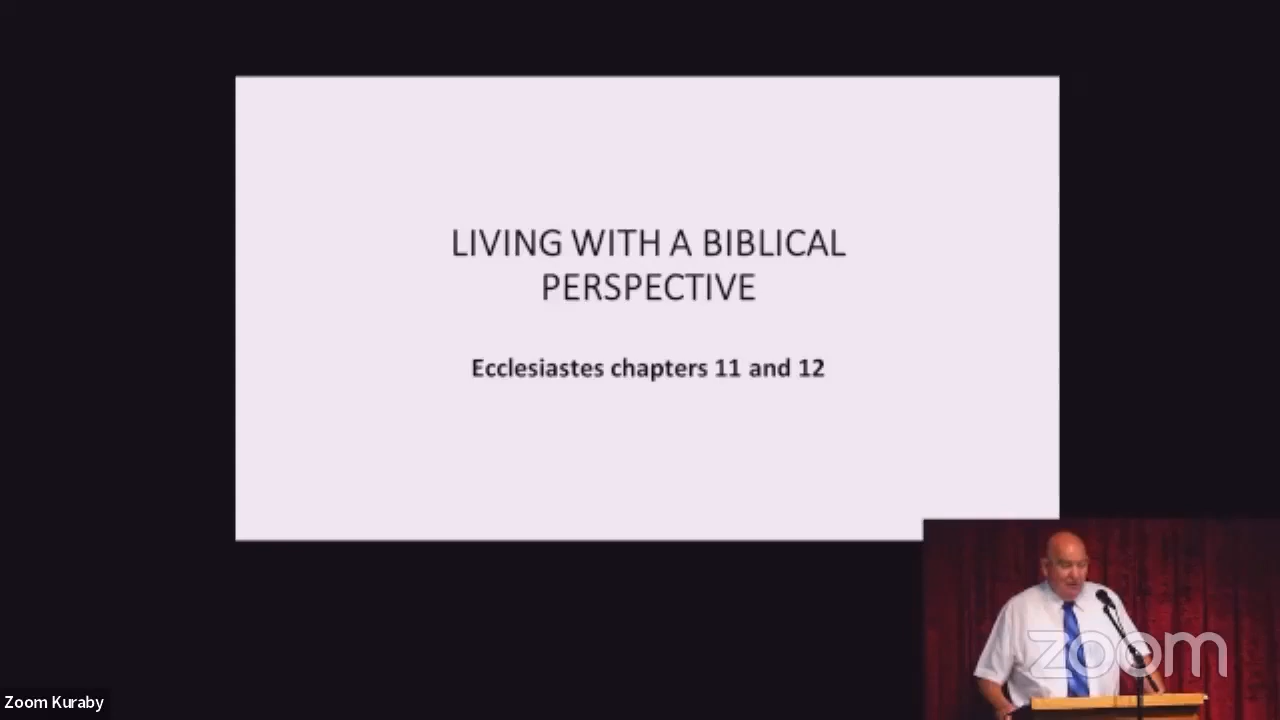 LIVING WITH A BIBLICAL
PERSPECTIVE
Ecclesiastes chapters 11 and 12
zoom
Zoom Kuraby